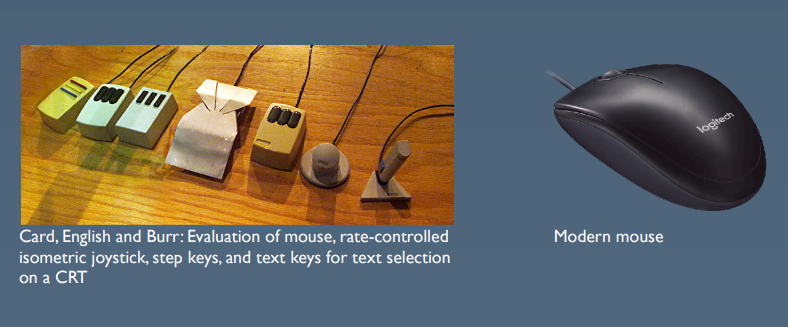 Card, English and Burr: Evaluation of mouse, rate-controlled
isometric joystick, step keys, and text keys for text selection
on a CRT
logitech
Modern mouse